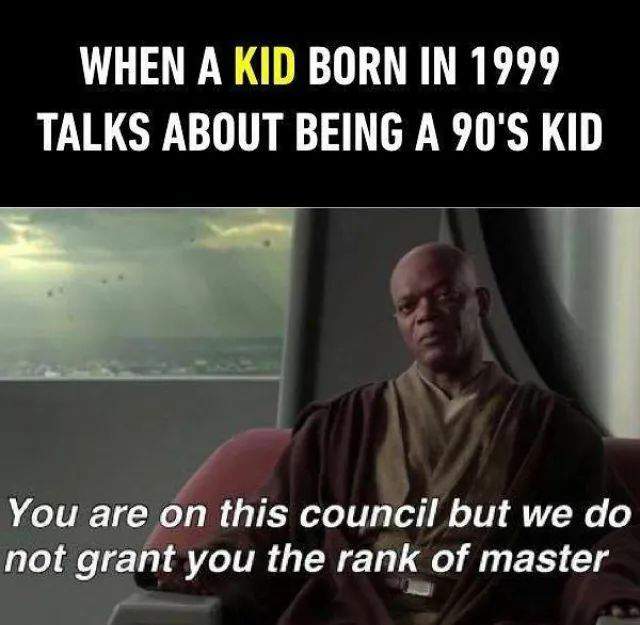 WHEN A KID BORN IN 1999
TALKS ABOUT BEING A 90'S KID
You are on this council but we do
not grant you the rank of master